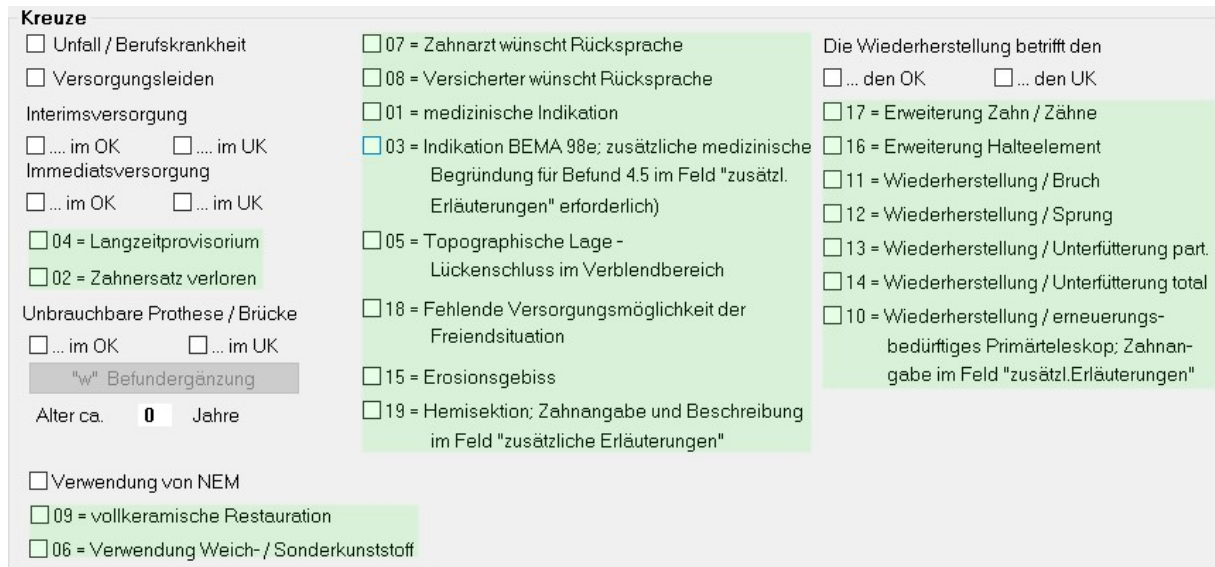 Kreuze
Unfall / Berufskrankheit
Versorgungsleiden
Interimsversorgung
.... im OK .... im UK
Immediatsversorgung
... im OK ... im UK
04 = Langzeitprovisorium
02 = Zahnersatz verloren
Unbrauchbare Prothese / Brücke
... im OK ... im UK
"w" Befundergänzung
Alter ca. 0 Jahre
Verwendung von NEM
09 = vollkeramische Restauration
06 = Verwendung Weich- / Sonderkunststoff
07 = Zahnarzt wünscht Rücksprache
08 = Versicherter wünscht Rücksprache
01 = medizinische Indikation
03 = Indikation BEMA 98e; zusätzliche medizinische
Begründung für Befund 4.5 im Feld "zusätzl.
Erläuterungen" erforderlich)
05 = Topographische Lage -
Lückenschluss im Verblendbereich
18 = Fehlende Versorgungsmöglichkeit der
Freiendsituation
15 = Erosionsgebiss
19 = Hemisektion; Zahnangabe und Beschreibung
im Feld "zusätzliche Erläuterungen"
Die Wiederherstellung betrifft den
... den OK ... den UK
17 = Erweiterung Zahn / Zähne
16 = Erweiterung Halteelement
11 = Wiederherstellung / Bruch
12 = Wiederherstellung / Sprung
13 = Wiederherstellung / Unterfütterung part.
14 = Wiederherstellung / Unterfütterung total
10 = Wiederherstellung / erneuerungs-
bedürftiges Primärteleskop; Zahnan-
gabe im Feld "zusätzl.Erläuterungen"